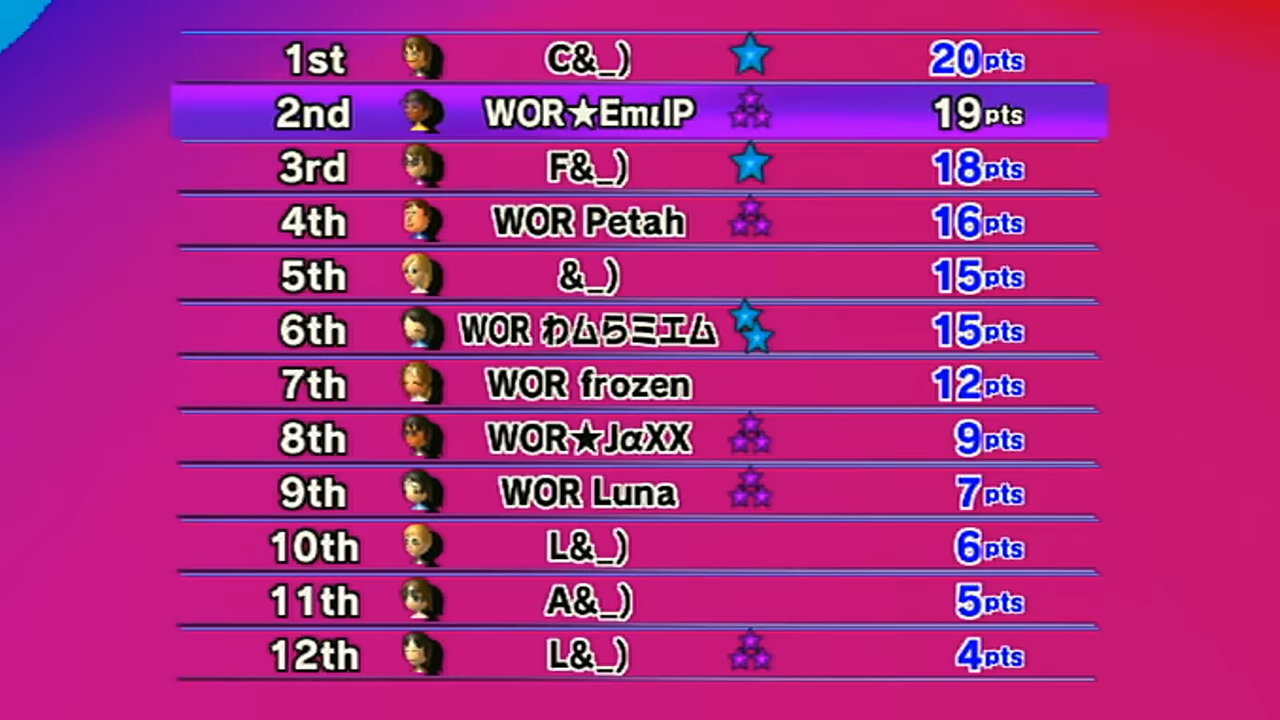 1st C&_) 20pts
2nd WOR★EmιlP 19pts
3rd F&_) 18pts
4th WOR Petah 16pts
5th &_) 15pts
6th WOR わムらミエム 15pts
7th WOR frozen 12pts
8th WOR★JαXX 9pts
9th WOR Luna 7pts
10th L&_) 6pts
11th A&_) 5pts
12th L&_) 4pts